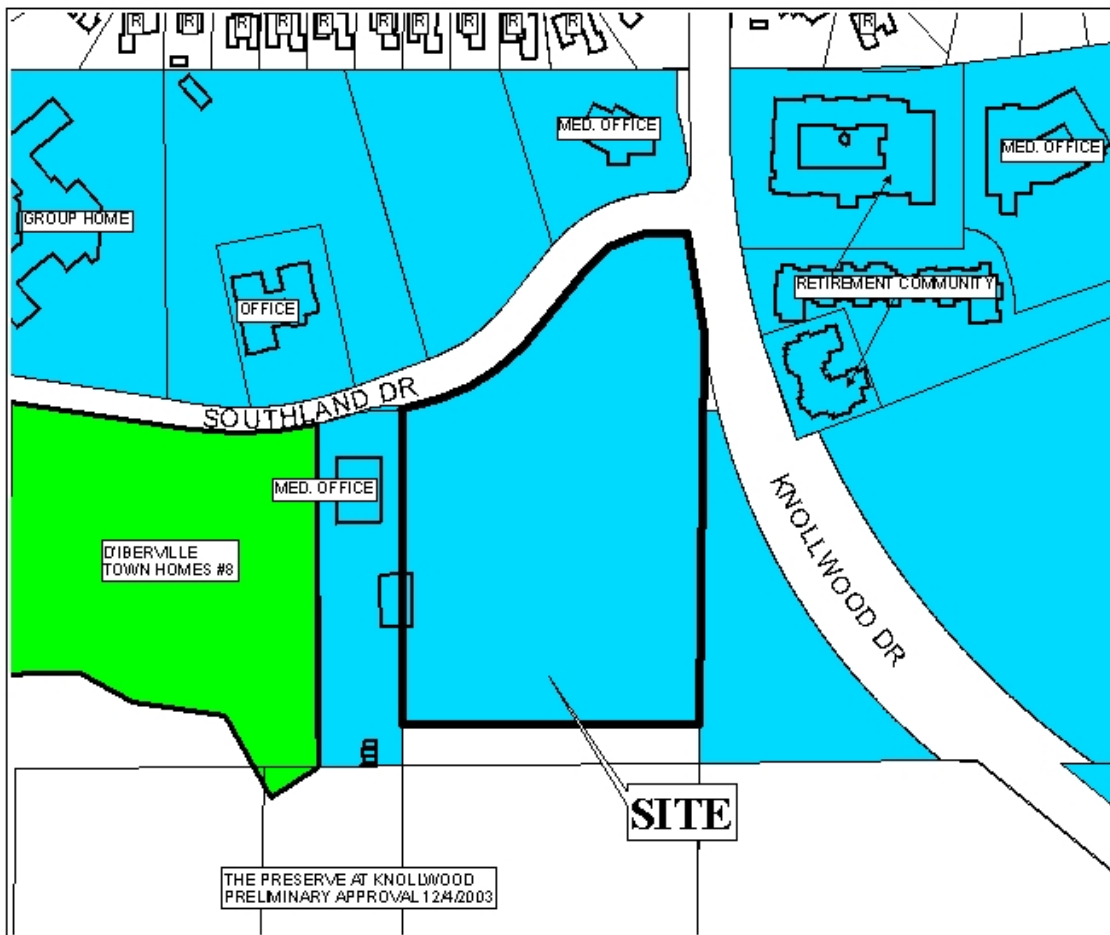 R R R R R R R R R R R
MED. OFFICE
MED. OFFICE
GROUP HOME
RETIREMENT COMMUNITY
OFFICE
SOUTHLAND DR
MED. OFFICE
KNOLLWOOD DR
D'IBERVILLE
TOWN HOMES #8
SITE
THE PRESERVE AT KNOLLWOOD
PRELIMINARY APPROVAL 12/4/2003